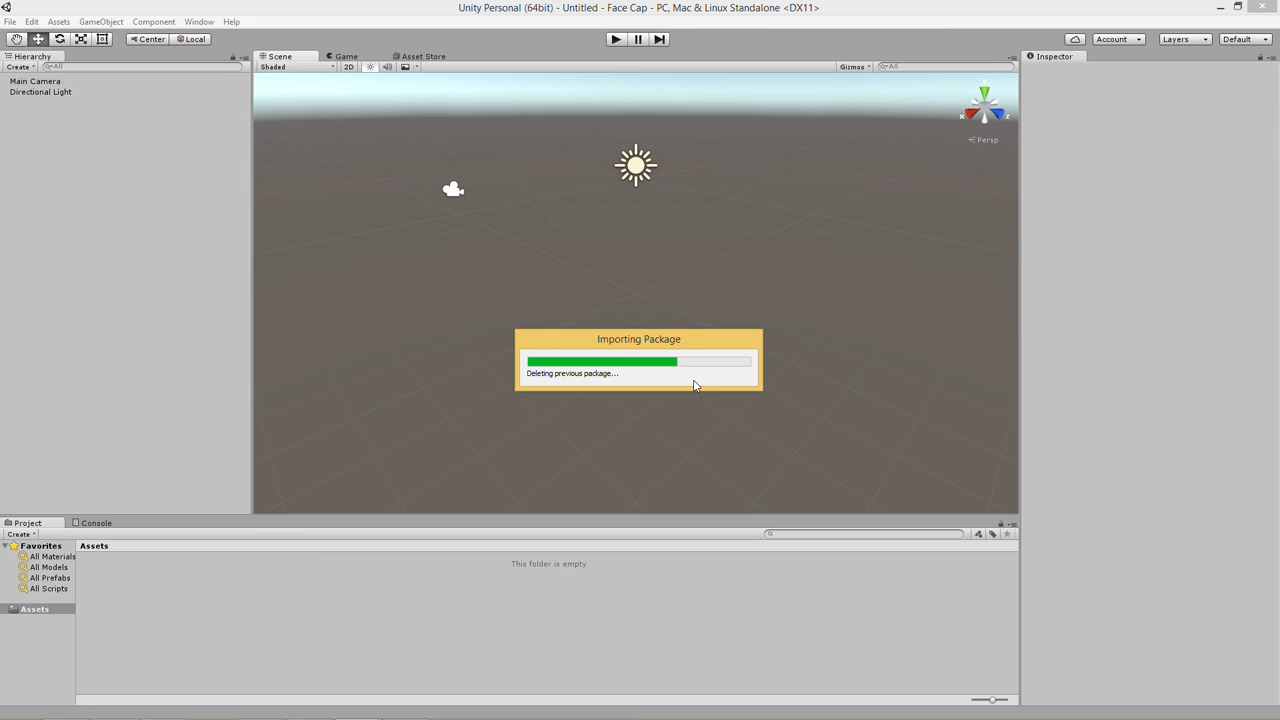 Unity Personal (64bit) - Untitled - Face Cap - PC, Mac & Linux Standalone <DX11>
File Edit Assets GameObject Component Window Help
Center Local Account Layers Default
Hierarchy Scene Game Asset Store Inspector
Create All Shaded 2D Gizmos All
Main Camera
Directional Light
y
x z
Persp
Importing Package
Deleting previous package...
Project Console
Create
Favorites Assets
All Materials This folder is empty
All Models
All Prefabs
All Scripts
Assets